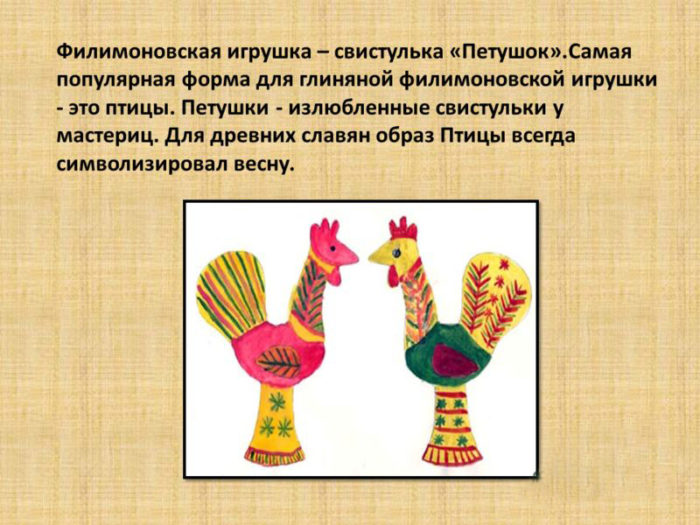 Филимоновская игрушка – свистулька «Петушок».Самая
популярная форма для глиняной филимоновской игрушки
- это птицы. Петушки - излюбленные свистульки у
мастериц. Для древних славян образ Птицы всегда
символизировал весну.